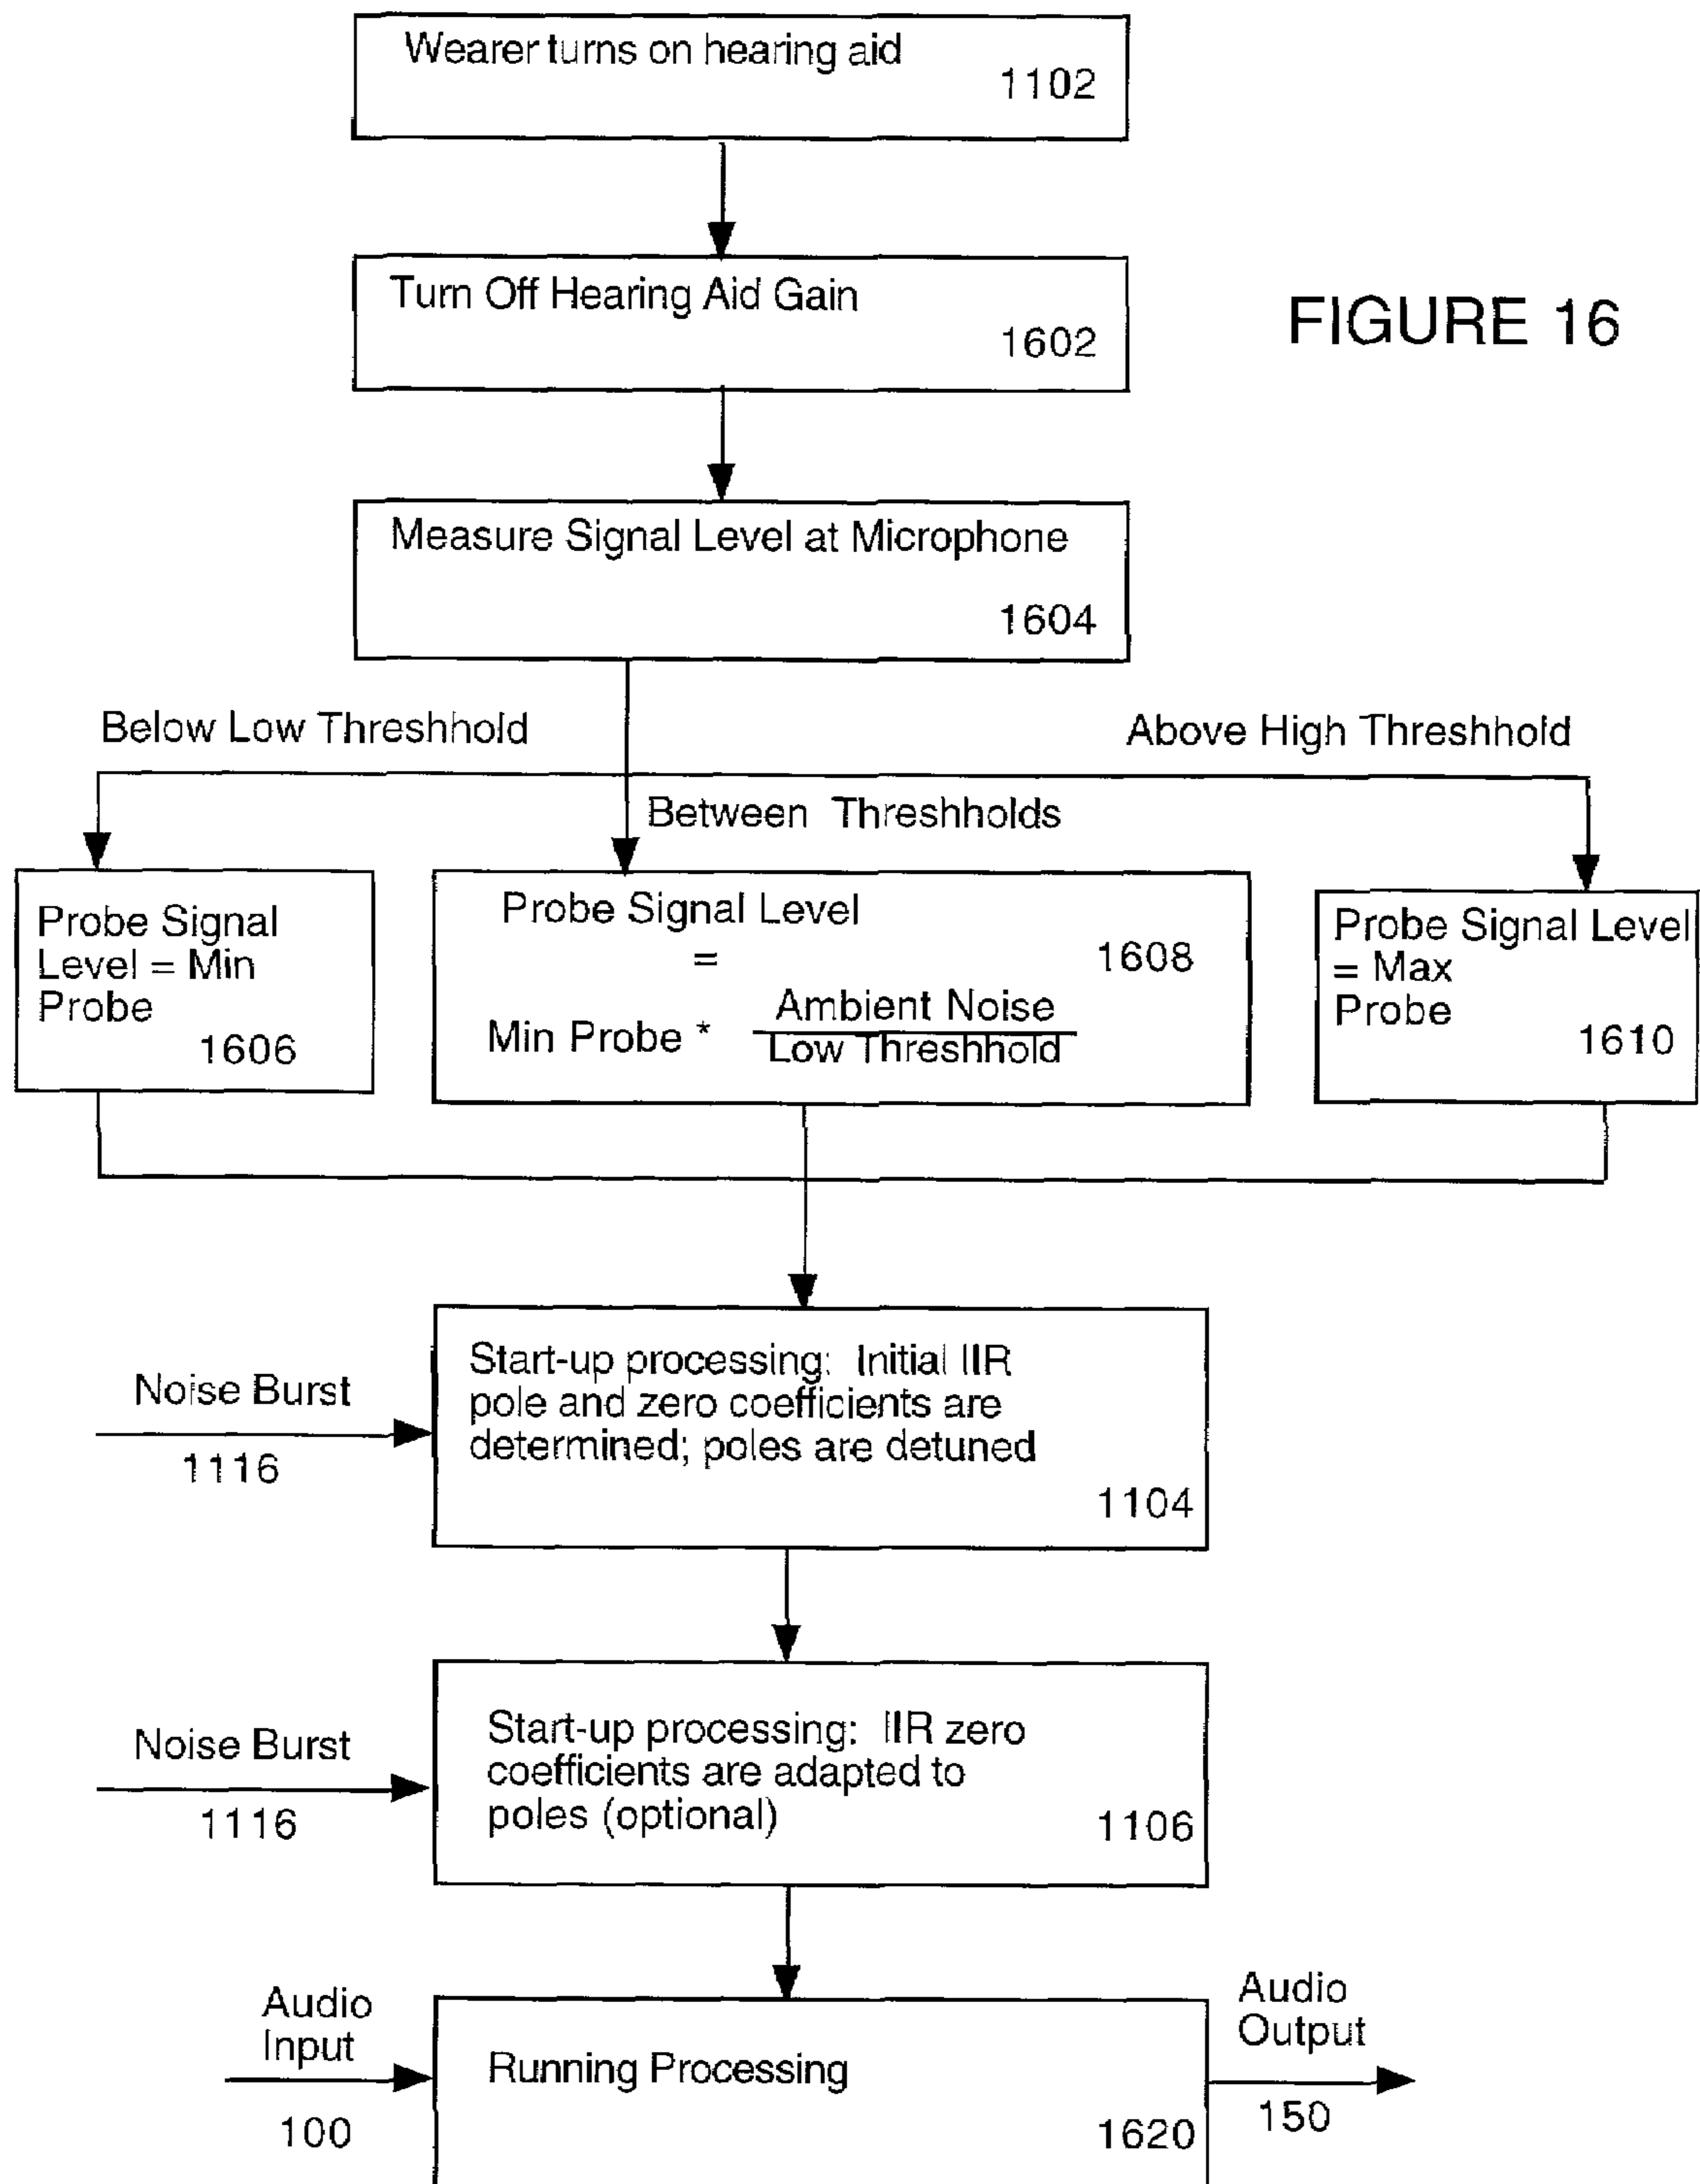 Wearer turns on hearing aid
1102
Turn Off Hearing Aid Gain
1602
FIGURE 16
Measure Signal Level at Microphone
1604
Below Low Threshhold
Above High Threshhold
Between Threshholds
Probe Signal
Level = Min
Probe
1606
Probe Signal Level
=
1608
Min Probe *
Ambient Noise
Low Threshhold
Probe Signal Level
= Max
Probe
1610
Noise Burst
1116
Start-up processing: Initial IIR
pole and zero coefficients are
determined; poles are detuned
1104
Noise Burst
1116
Start-up processing: IIR zero
coefficients are adapted to
poles (optional)
1106
Audio
Input
100
Running Processing
1620
Audio
Output
150